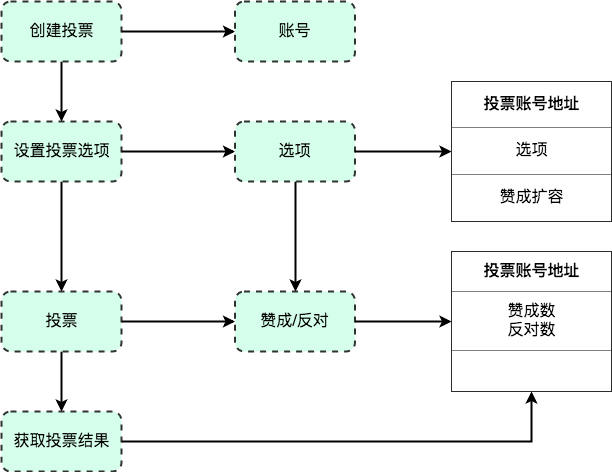 创建投票
账号
投票账号地址
设置投票选项
选项
选项
赞成扩容
投票账号地址
投票
赞成/反对
赞成数
反对数
获取投票结果